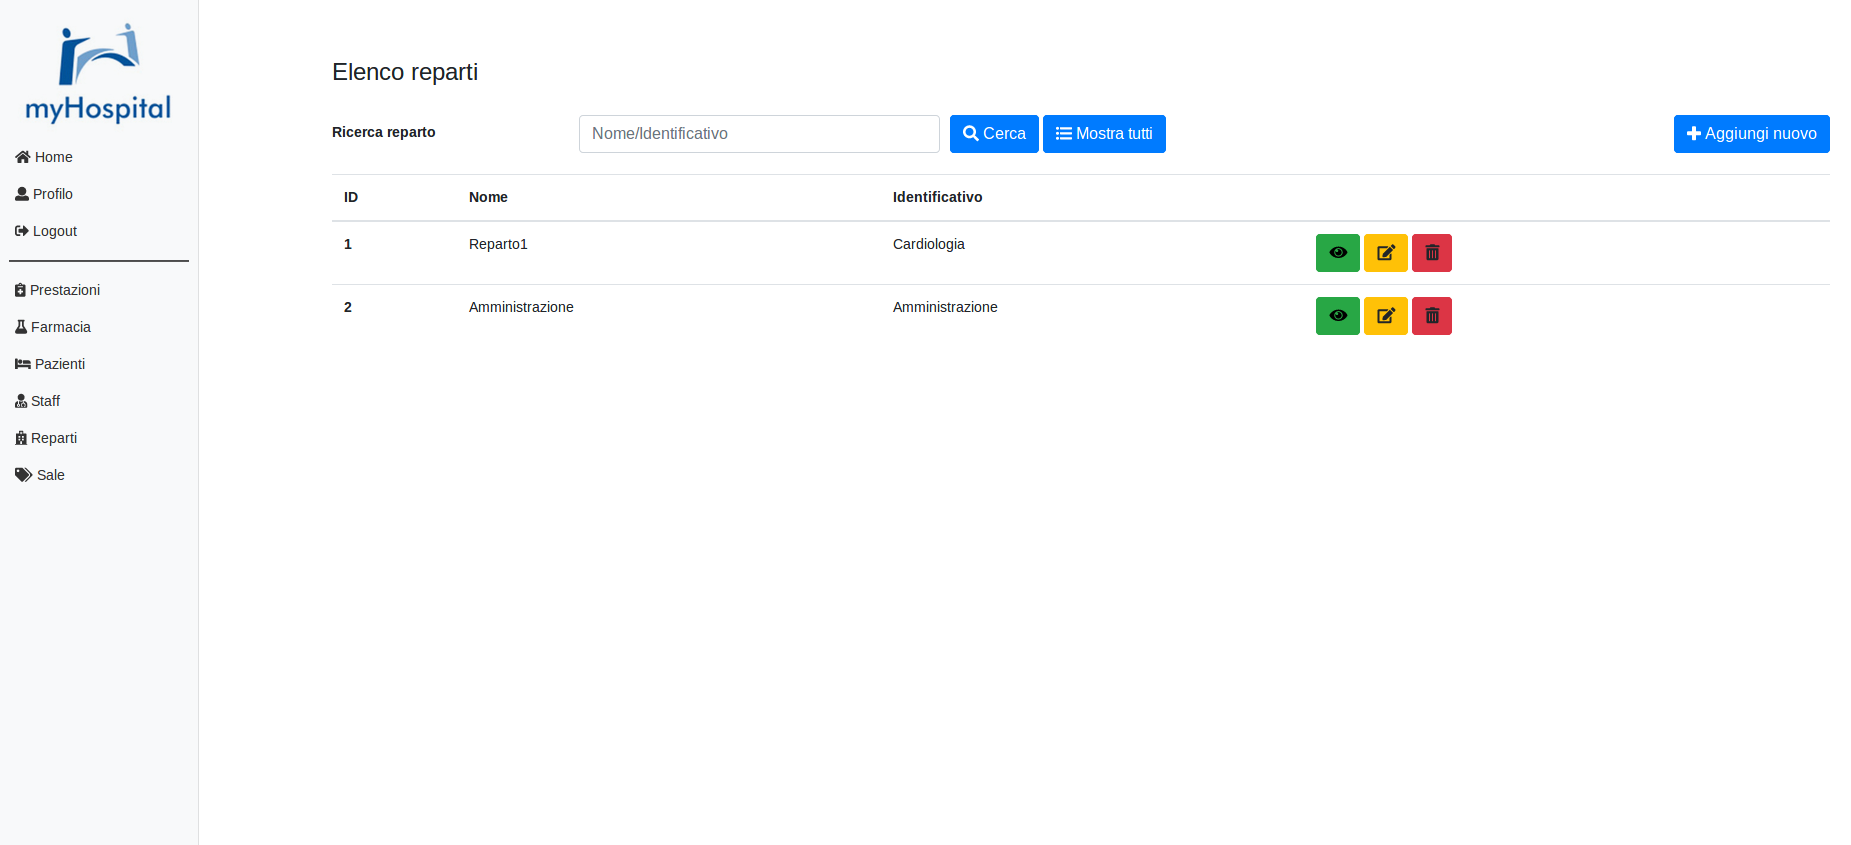 myHospital
Home
Profilo
Logout
Prestazioni
Farmacia
Pazienti
Staff
Reparti
Sale
Elenco reparti
Ricerca reparto Nome/Identificativo Cerca Mostra tutti Aggiungi nuovo
ID Nome Identificativo
1 Reparto1 Cardiologia
2 Amministrazione Amministrazione